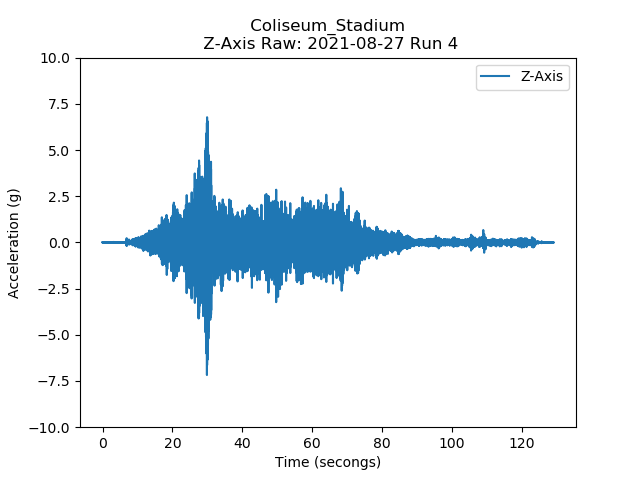 Coliseum_Stadium
Z-Axis Raw: 2021-08-27 Run 4
Z-Axis
10.0
7.5
5.0
2.5
0.0
−2.5
−5.0
−7.5
−10.0
Acceleration (g)
0 20 40 60 80 100 120
Time (secongs)